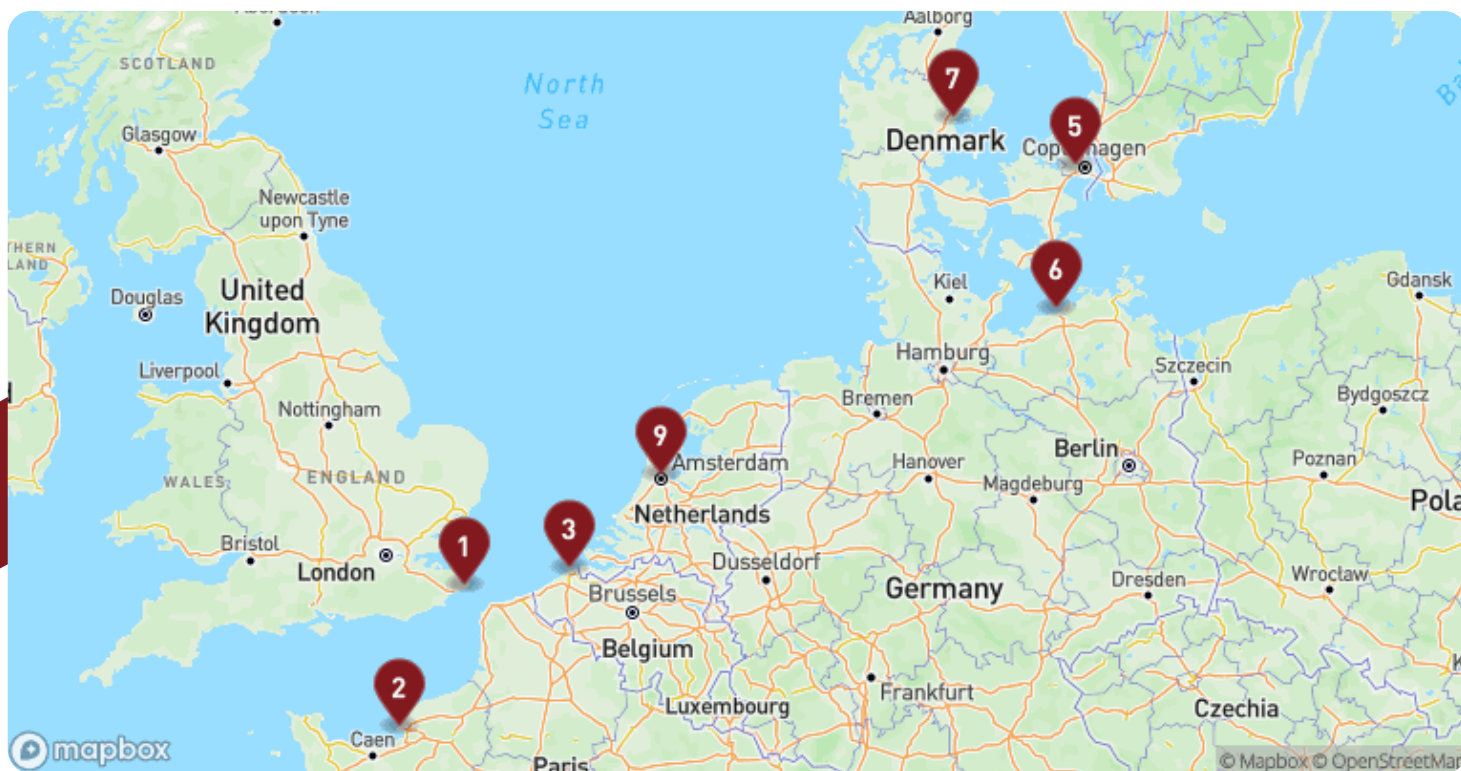 Aalborg
SCOTLAND
North
Sea
7
Glasgow
Denmark
5
Copenhagen
Newcastle
upon Tyne
6
United
Kingdom
Douglas
Kiel
Gdansk
Liverpool
Hamburg
Szczecin
Nottingham
Bremen
Bydgoszcz
9
Amsterdam
Berlin
WALES
ENGLAND
Hanover
Poznan
Magdeburg
Netherlands
3
Bristol
1
London
Dusseldorf
Germany
Dresden
Wrocław
Brussels
Belgium
2
Frankfurt
Luxembourg
Czechia
Caen
mapbox
Paris
© Mapbox © OpenStreetMap